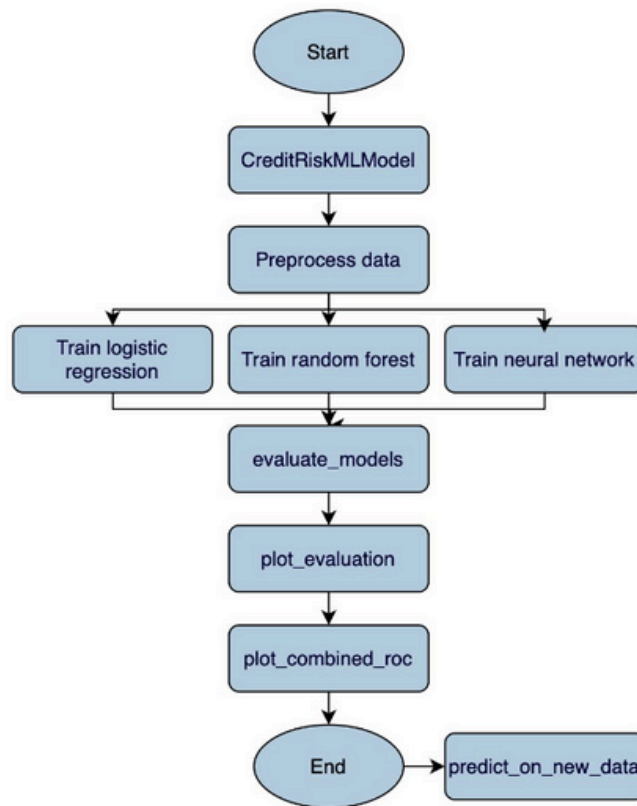 Start
CreditRiskMLModel
Preprocess data
Train logistic
regression
Train random forest
Train neural network
evaluate_models
plot_evaluation
plot_combined_roc
End
predict_on_new_data